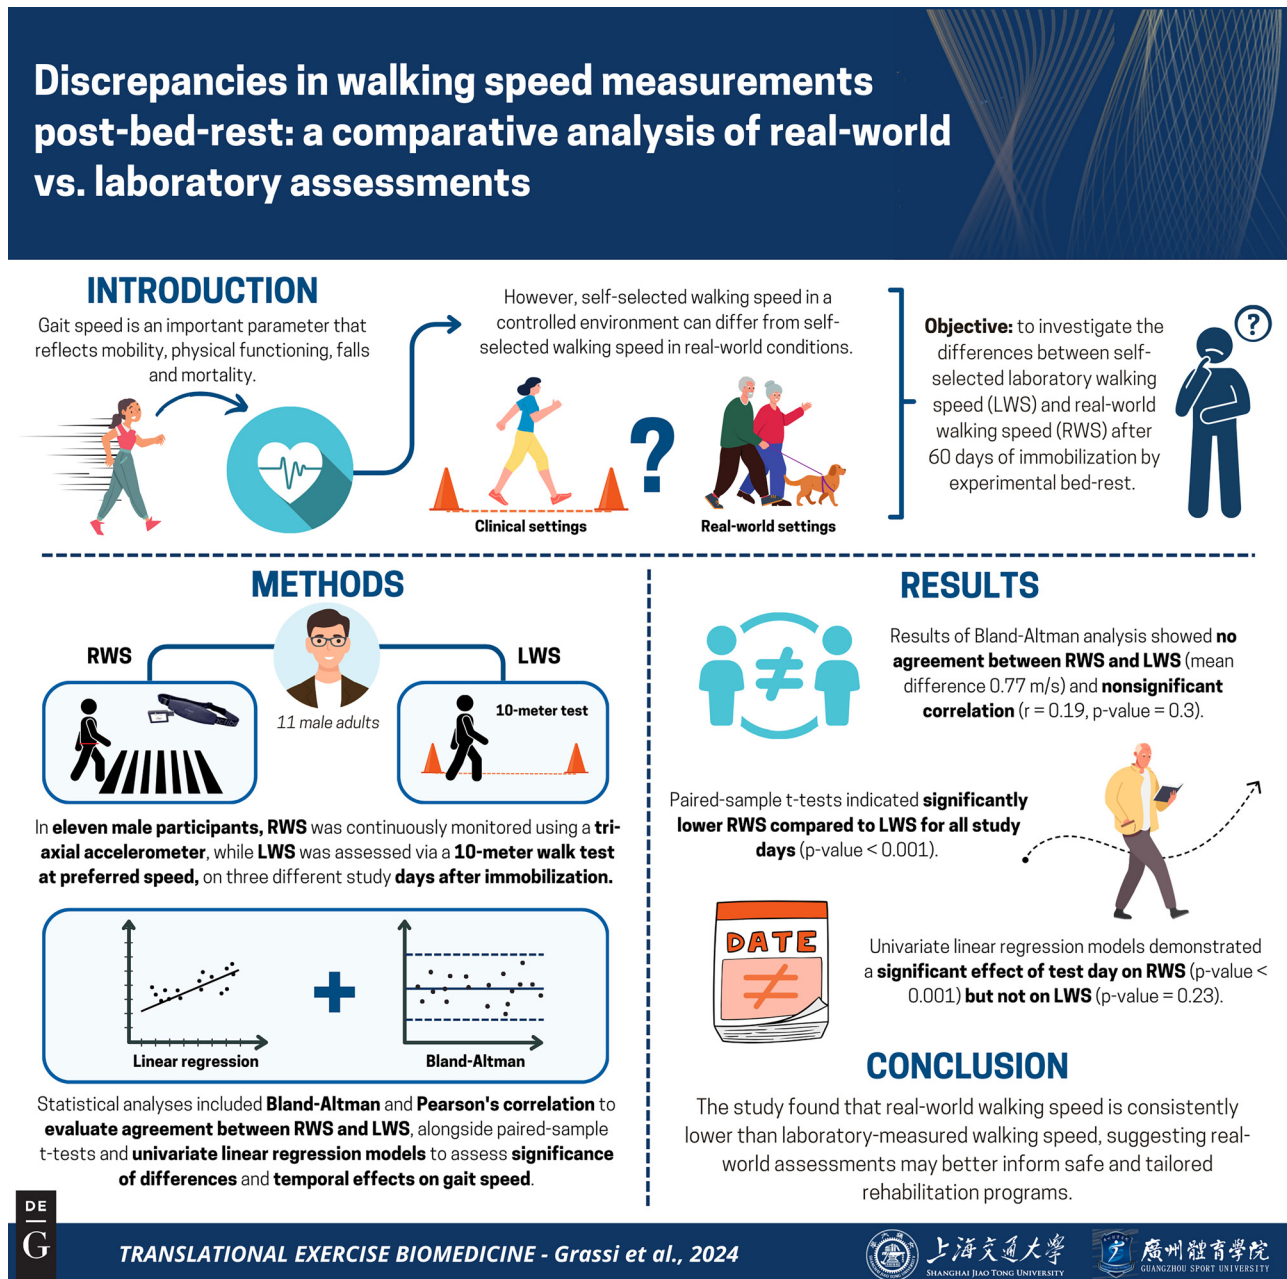 Discrepancies in walking speed measurements
post-bed-rest: a comparative analysis of real-world
vs. laboratory assessments
INTRODUCTION
Gait speed is an important parameter that
reflects mobility, physical functioning, falls
and mortality.
However, self-selected walking speed in a
controlled environment can differ from self-
selected walking speed in real-world conditions.
?
Clinical settings
Real-world settings
Objective: to investigate the
differences between self-
selected laboratory walking
speed (LWS) and real-world
walking speed (RWS) after
60 days of immobilization by
experimental bed-rest.
?
METHODS
RWS
LWS
11 male adults
10-meter test
In eleven male participants, RWS was continuously monitored using a tri-
axial accelerometer, while LWS was assessed via a 10-meter walk test
at preferred speed, on three different study days after immobilization.
Linear regression
+
Bland-Altman
Statistical analyses included Bland-Altman and Pearson's correlation to
evaluate agreement between RWS and LWS, alongside paired-sample
t-tests and univariate linear regression models to assess significance
of differences and temporal effects on gait speed.
RESULTS
≠
Results of Bland-Altman analysis showed no
agreement between RWS and LWS (mean
difference 0.77 m/s) and nonsignificant
correlation (r = 0.19, p-value = 0.3).
Paired-sample t-tests indicated significantly
lower RWS compared to LWS for all study
days (p-value < 0.001).
DATE
≠
Univariate linear regression models demonstrated
a significant effect of test day on RWS (p-value <
0.001) but not on LWS (p-value = 0.23).
CONCLUSION
The study found that real-world walking speed is consistently
lower than laboratory-measured walking speed, suggesting real-
world assessments may better inform safe and tailored
rehabilitation programs.
DE
G
TRANSLATIONAL EXERCISE BIOMEDICINE - Grassi et al., 2024
上海交通大学
SHANGHAI JIAO TONG UNIVERSITY
廣州體育學院
GUANGZHOU SPORT UNIVERSITY